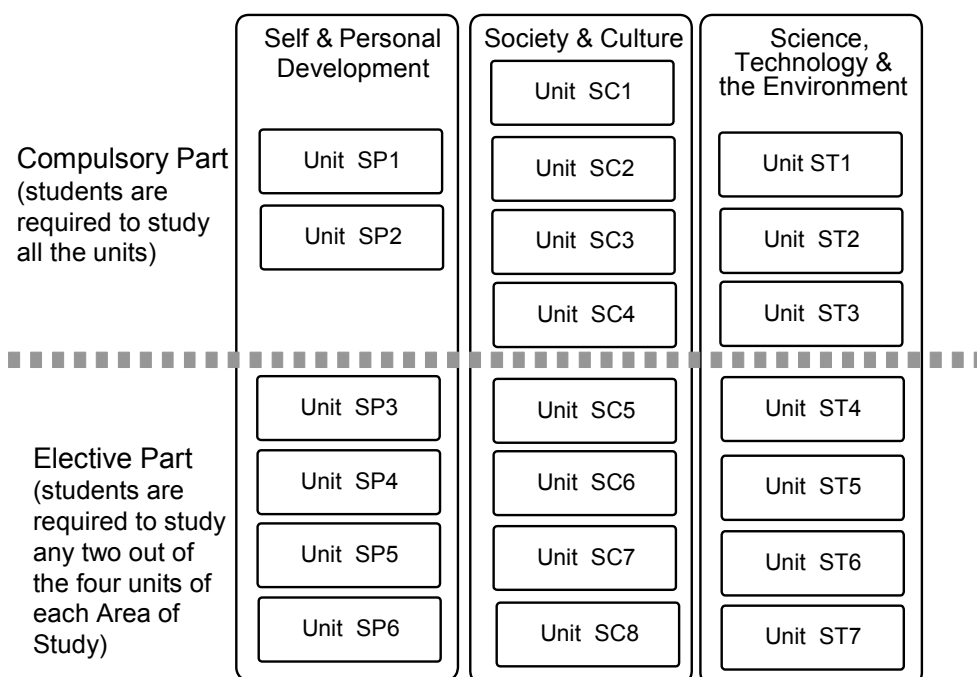 Self & Personal
Development
Society & Culture
Science,
Technology &
the Environment
Compulsory Part
(students are
required to study
all the units)
Unit SP1
Unit SP2
Unit SC1
Unit SC2
Unit SC3
Unit SC4
Unit ST1
Unit ST2
Unit ST3
Elective Part
(students are
required to study
any two out of
the four units of
each Area of
Study)
Unit SP3
Unit SP4
Unit SP5
Unit SP6
Unit SC5
Unit SC6
Unit SC7
Unit SC8
Unit ST4
Unit ST5
Unit ST6
Unit ST7